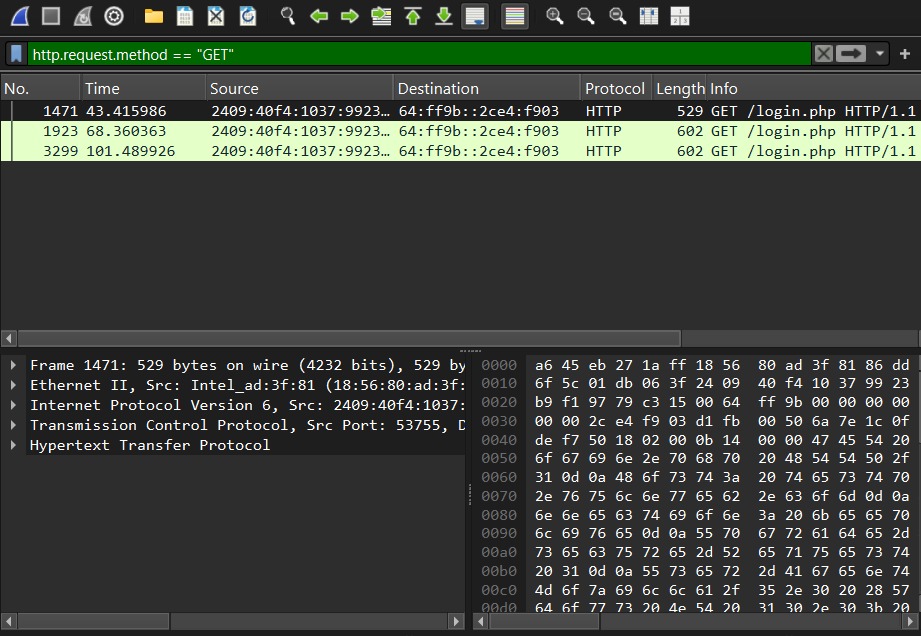 http.request.method == "GET"
No. Time Source Destination Protocol Length Info
1471 43.415986 2409:40f4:1037:9923… 64:ff9b::2ce4:f903 HTTP 529 GET /login.php HTTP/1.1
1923 68.360363 2409:40f4:1037:9923… 64:ff9b::2ce4:f903 HTTP 602 GET /login.php HTTP/1.1
3299 101.489926 2409:40f4:1037:9923… 64:ff9b::2ce4:f903 HTTP 602 GET /login.php HTTP/1.1
Frame 1471: 529 bytes on wire (4232 bits), 529 by
Ethernet II, Src: Intel_ad:3f:81 (18:56:80:ad:3f:
Internet Protocol Version 6, Src: 2409:40f4:1037:
Transmission Control Protocol, Src Port: 53755, D
Hypertext Transfer Protocol
0000 a6 45 eb 27 1a ff 18 56 80 ad 3f 81 86 dd
0010 6f 5c 01 db 06 3f 24 09 40 f4 10 37 99 23
0020 b9 f1 97 79 c3 15 00 64 ff 9b 00 00 00 00
0030 00 00 2c e4 f9 03 d1 fb 00 50 6a 7e 1c 0f
0040 de f7 50 18 02 00 0b 14 00 00 47 45 54 20
0050 6f 67 69 6e 2e 70 68 70 20 48 54 54 50 2f
0060 31 0d 0a 48 6f 73 74 3a 20 74 65 73 74 70
0070 2e 76 75 6c 6e 77 65 62 2e 63 6f 6d 0d 0a
0080 6e 6e 65 63 74 69 6f 6e 3a 20 6b 65 65 70
0090 6c 69 76 65 0d 0a 55 70 67 72 61 64 65 2d
00a0 73 65 63 75 72 65 2d 52 65 71 75 65 73 74
00b0 20 31 0d 0a 55 73 65 72 2d 41 67 65 6e 74
00c0 4d 6f 7a 69 6c 6c 61 2f 35 2e 30 20 28 57
00d0 64 6f 77 73 20 4e 54 20 31 30 2e 30 3b 20